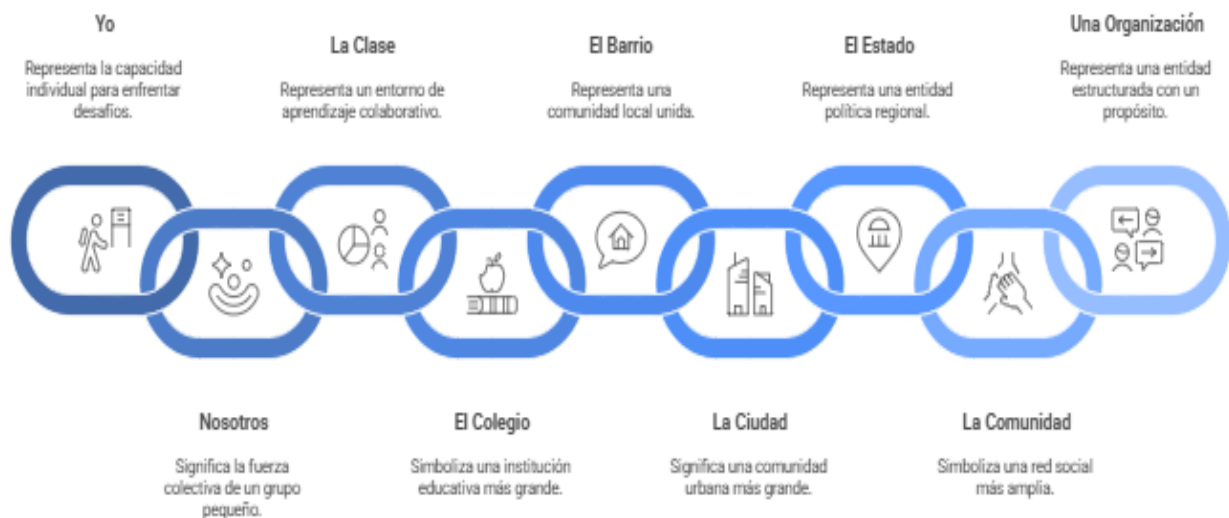 Yo
Representa la capacidad
individual para enfrentar
desafíos.
Nosotros
Significa la fuerza
colectiva de un grupo
pequeño.
La Clase
Representa un entorno de
aprendizaje colaborativo.
El Colegio
Simboliza una institución
educativa más grande.
El Barrio
Representa una
comunidad local unida.
La Ciudad
Significa una comunidad
urbana más grande.
El Estado
Representa una entidad
política regional.
La Comunidad
Simboliza una red social
más amplia.
Una Organización
Representa una entidad
estructurada con un
propósito.